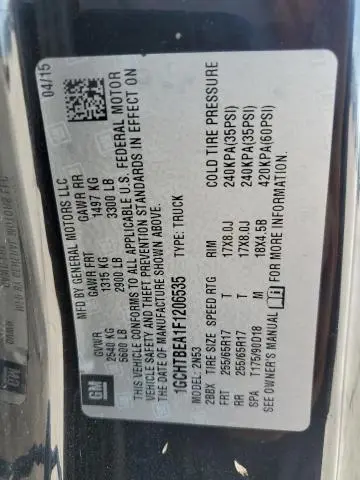 04/15
MFD BY GENERAL MOTORS LLC
GVWR GAWR FRT GAWR RR
2540 KG 1315 KG 1497 KG
5600 LB 2900 LB 3300 LB
THIS VEHICLE CONFORMS TO ALL APPLICABLE U.S. FEDERAL MOTOR
VEHICLE SAFETY AND THEFT PREVENTION STANDARDS IN EFFECT ON
THE DATE OF MANUFACTURE SHOWN ABOVE.
1GCHTBEA1F1206535 TYPE: TRUCK
MODEL: 2N53
2BBX TIRE SIZE SPEED RTG RIM COLD TIRE PRESSURE
FRT 255/65R17 T 17X8.0J 240KPA(35PSI)
RR 255/65R17 T 17X8.0J 240KPA(35PSI)
SPA T175/90D18 M 18X4.5B 420KPA(60PSI)
SEE OWNER'S MANUAL FOR ADDITIONAL INFORMATION.
GM